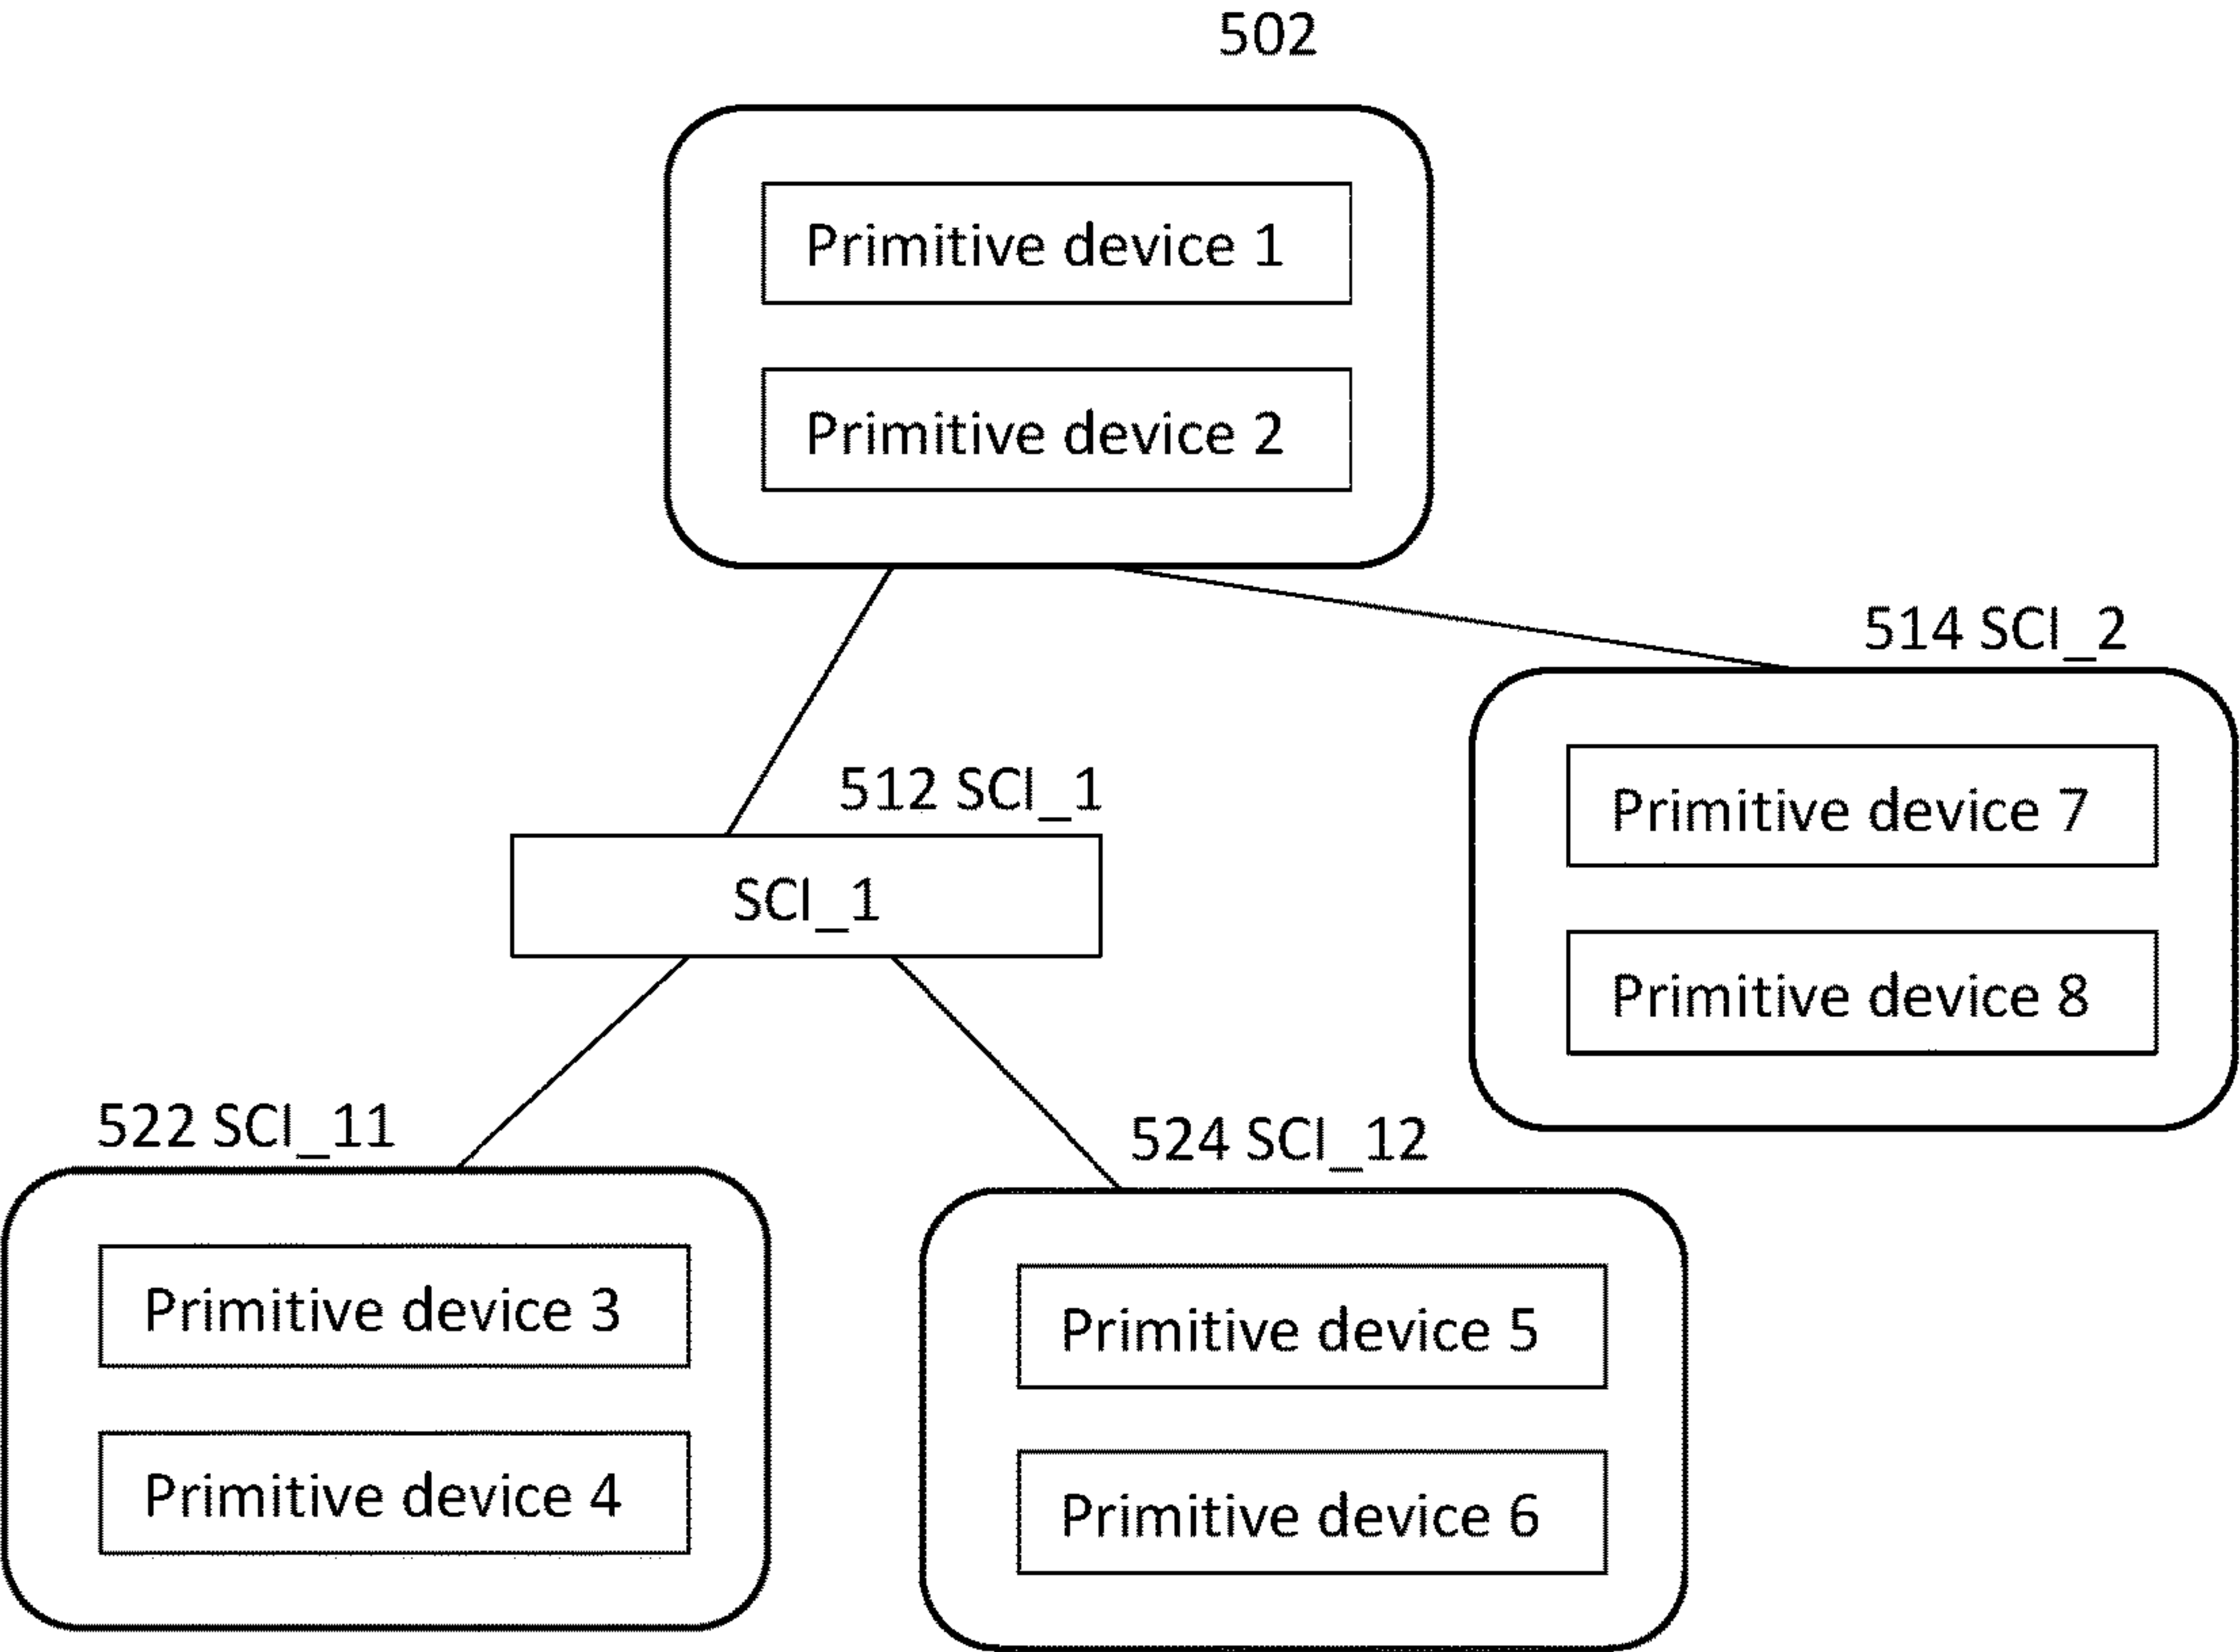 502
Primitive device 1
Primitive device 2
514 SCI_2
Primitive device 7
Primitive device 8
512 SCI_1
SCI_1
522 SCI_11
Primitive device 3
Primitive device 4
524 SCI_12
Primitive device 5
Primitive device 6